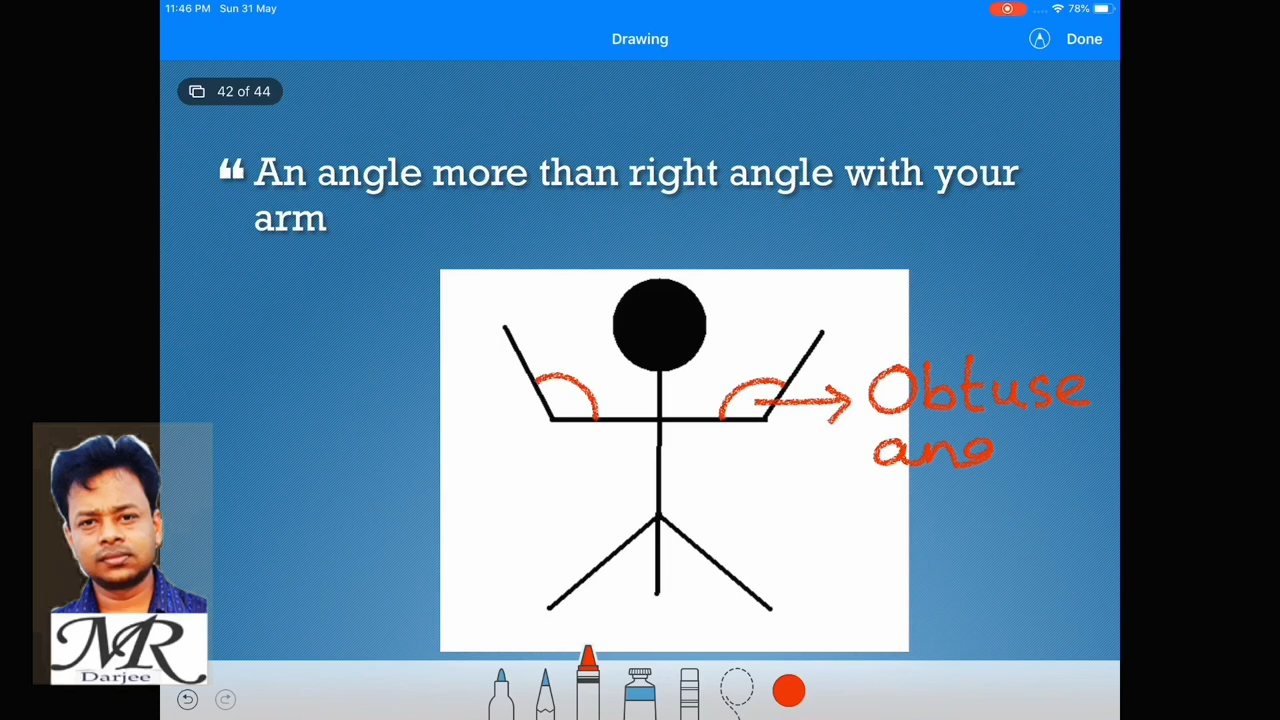 11:46 PM Sun 31 May
78%
Drawing
Done
42 of 44
❝ An angle more than right angle with your
arm
Obtuse
MR
Darjee